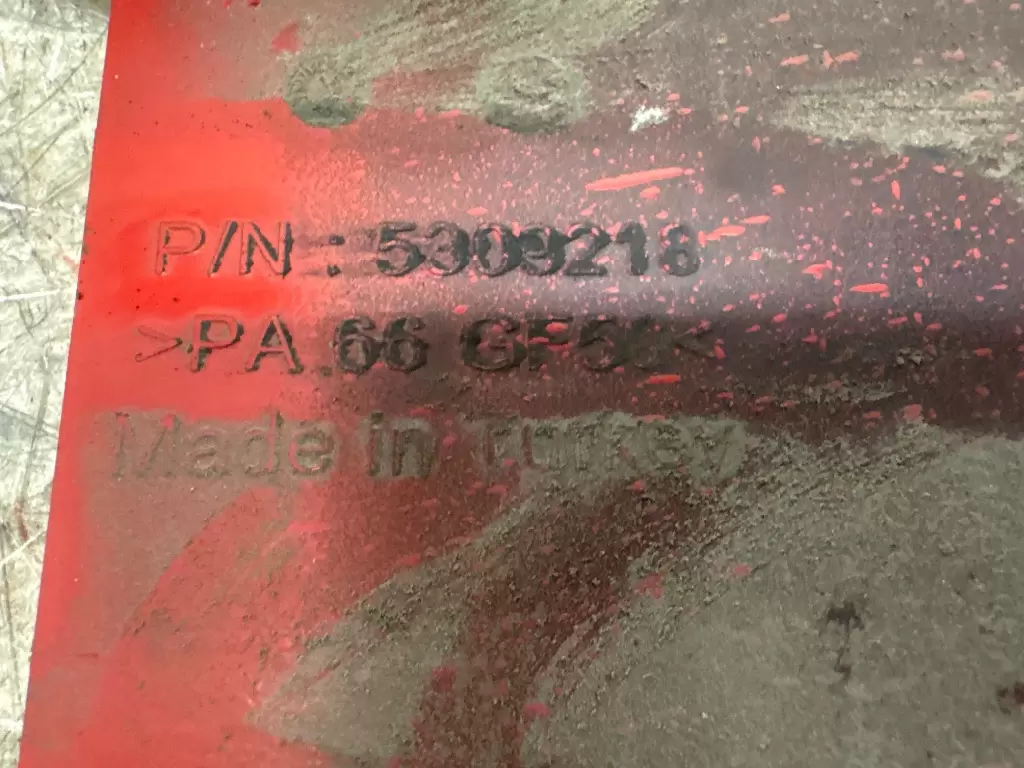 P/N : 5309218
>PA 66 GF50<
Made in Turkey